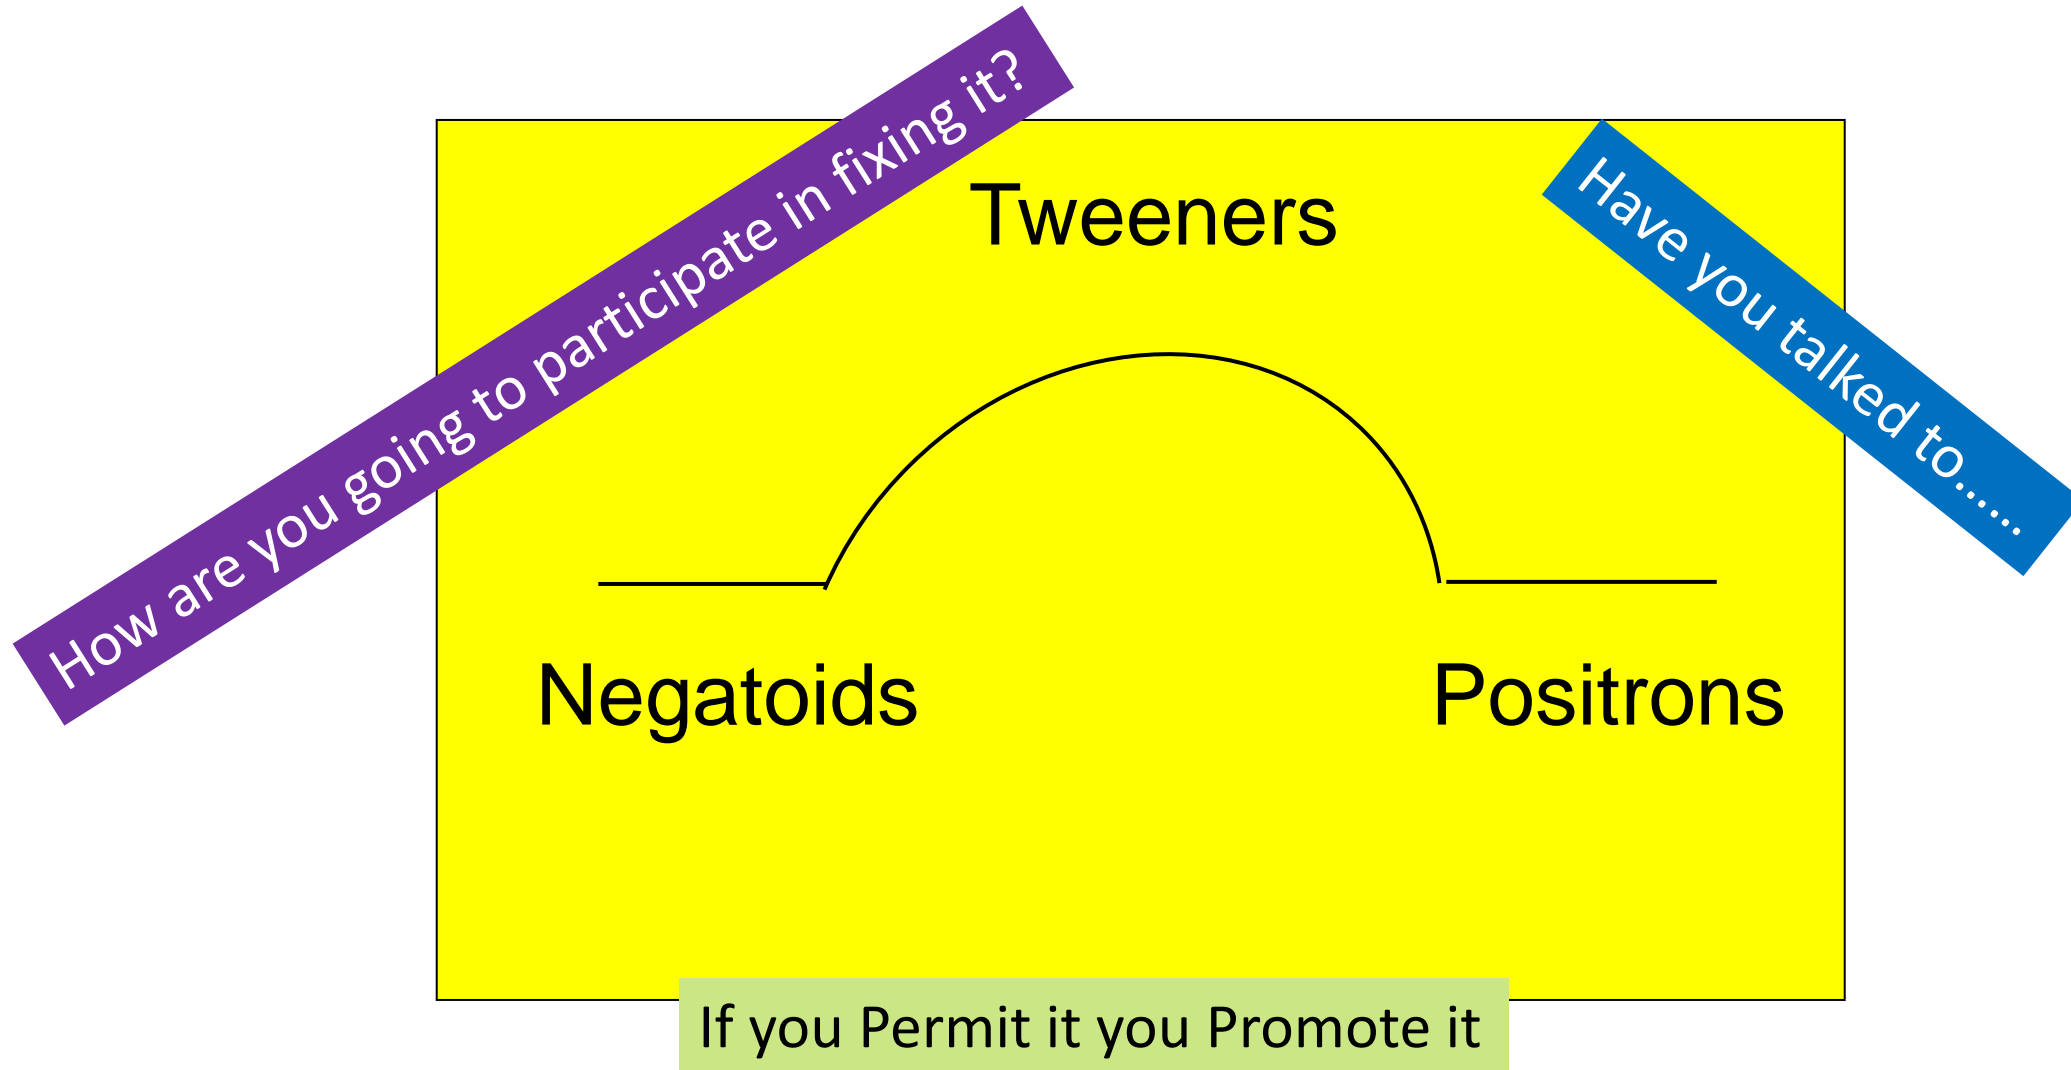 How are you going to participate in fixing it?
Tweeners
Have you talked to......
Negatoids
Positrons
If you Permit it you Promote it